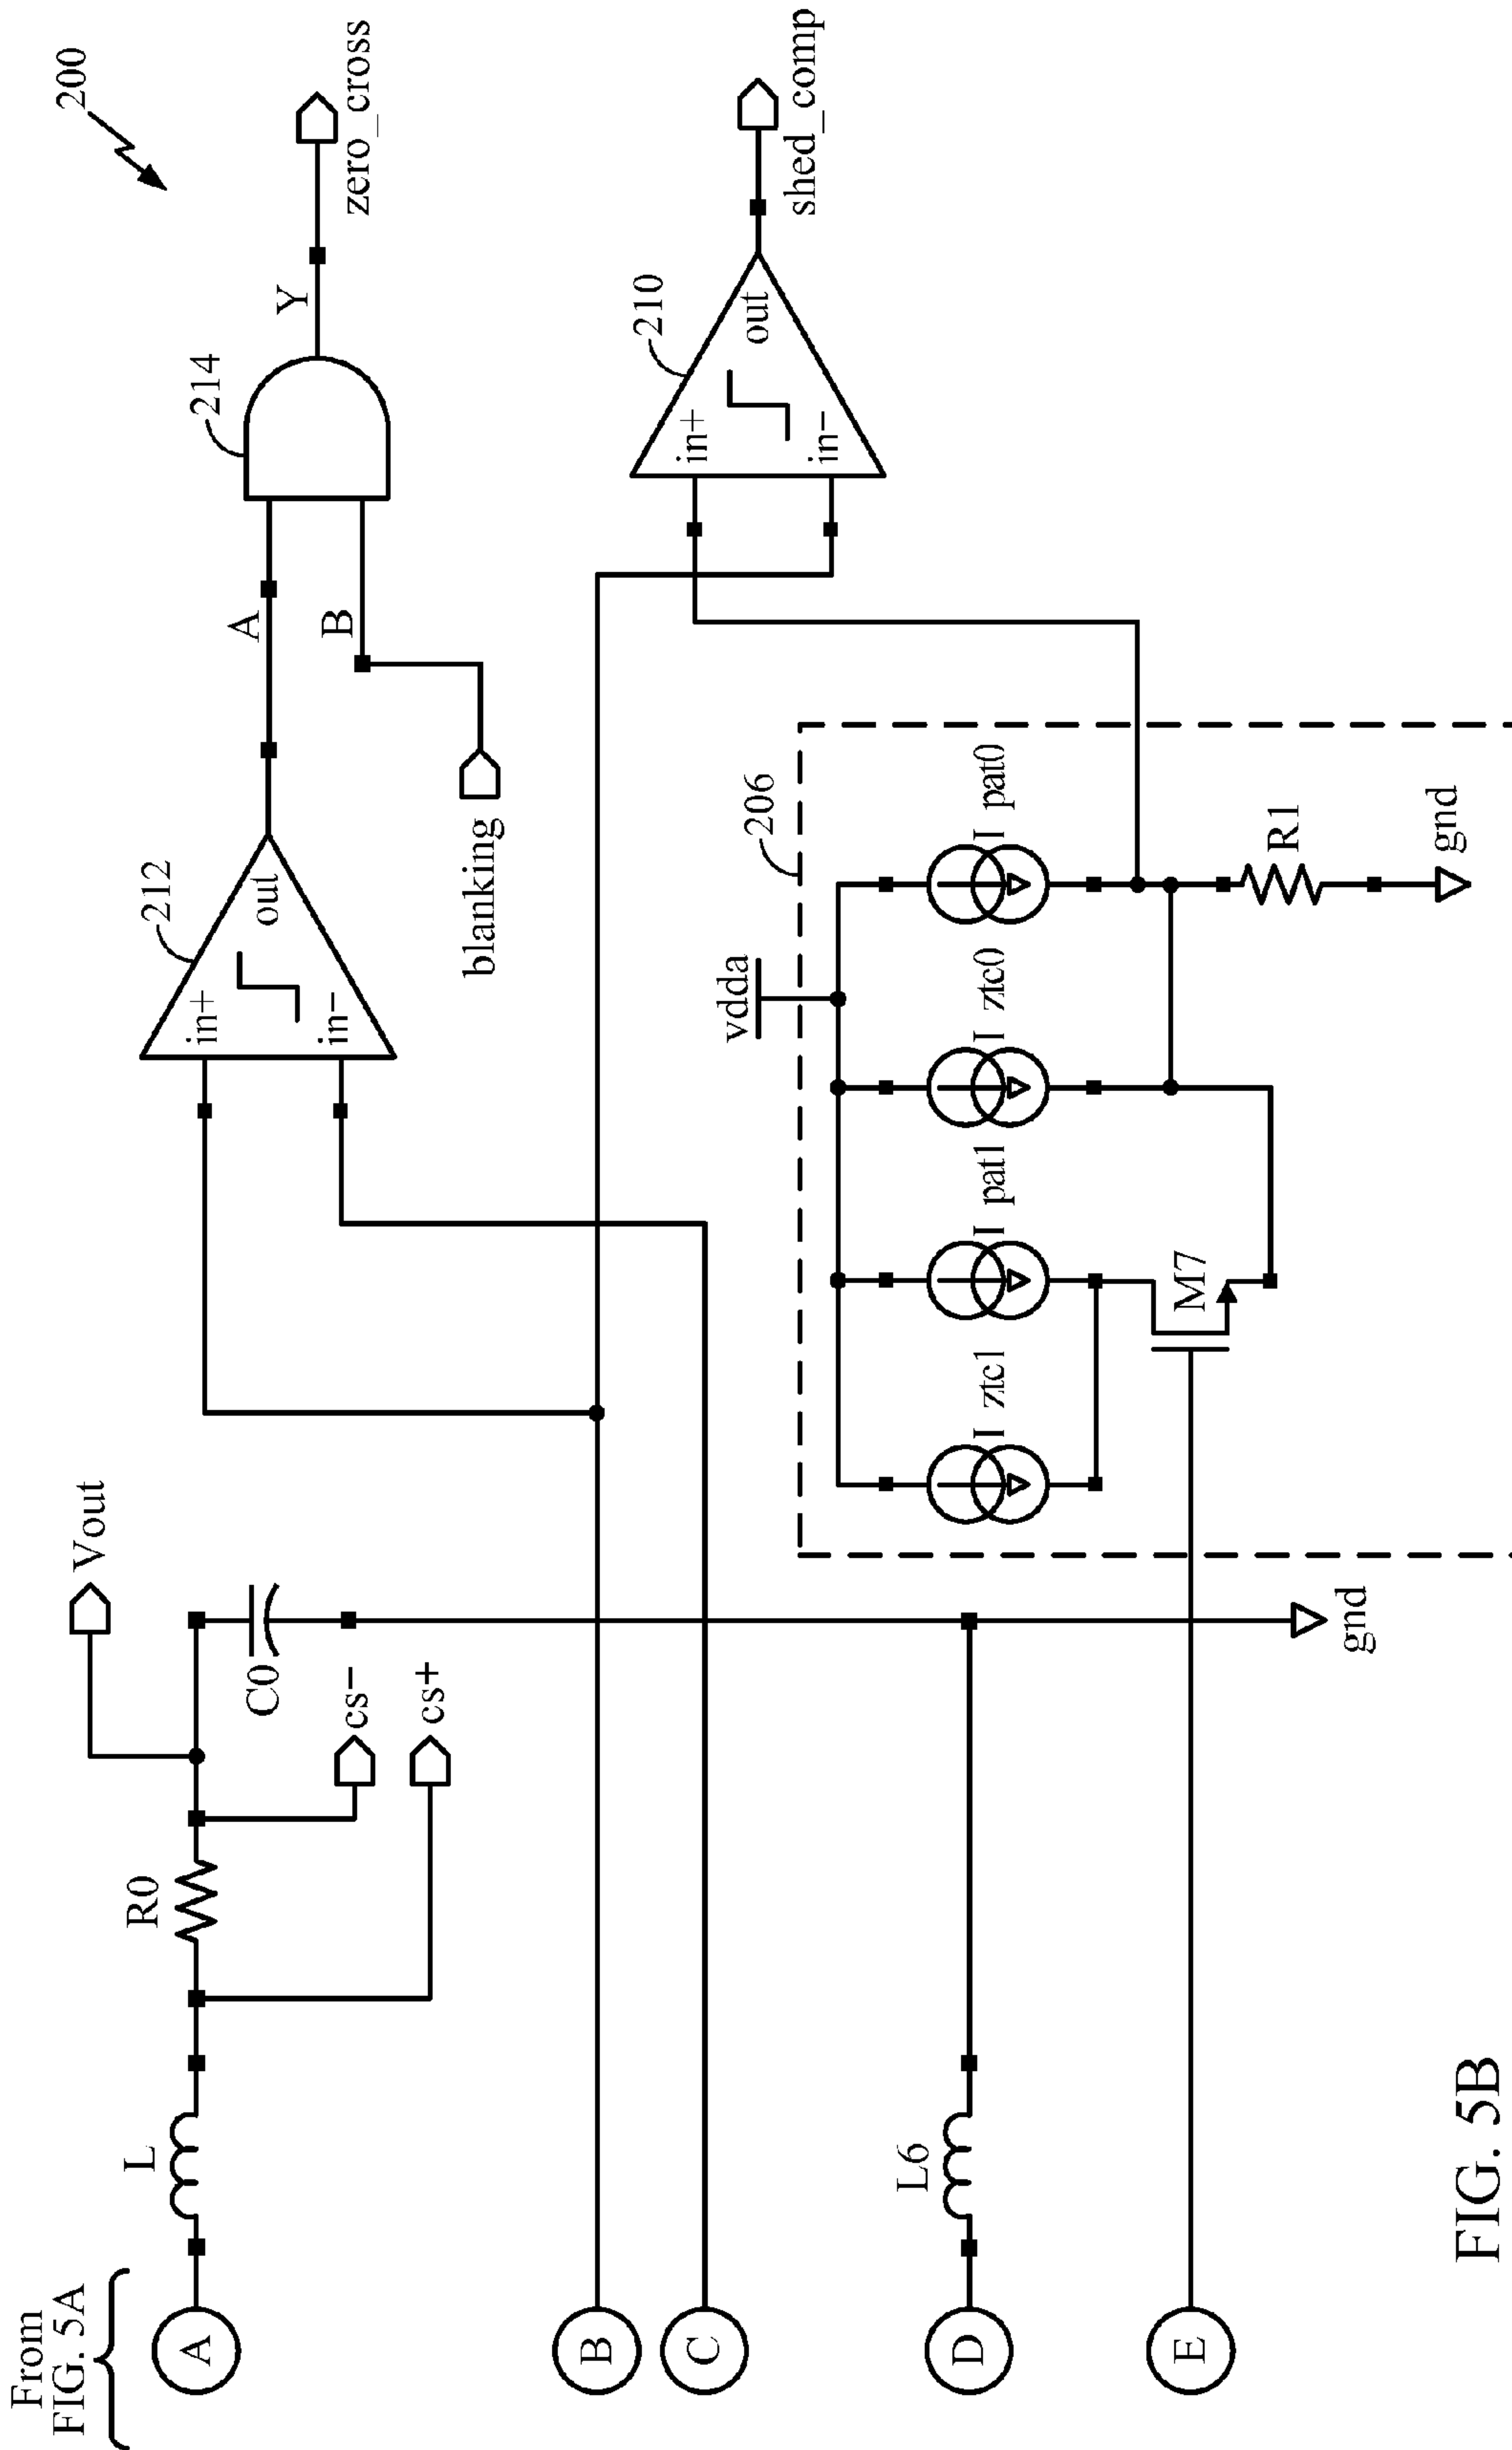 From
FIG. 5A
A
L
R0
cs-
cs+
Vout
C0
gnd
B
C
D
L6
E
212
in+
in-
out
A
B
blanking
214
Y
zero_cross
200
210
in+
in-
out
shed_comp
206
vdda
I ztc1
I pat1
I ztc0
I pat0
M7
R1
gnd
FIG. 5B